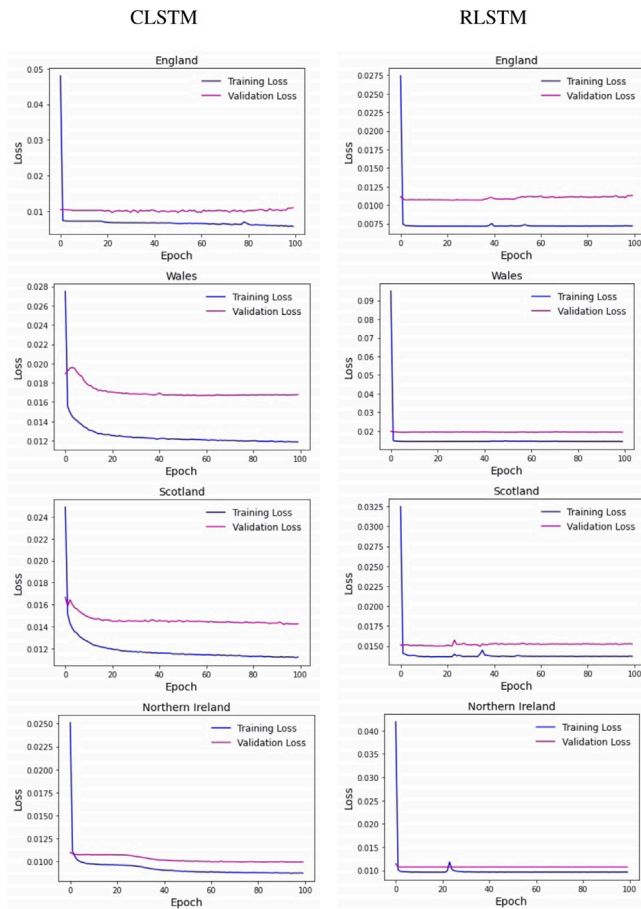 CLSTM
RLSTM
England
0.05
0.04
0.03
0.02
0.01
Loss
Training Loss
Validation Loss
0 20 40 60 80 100
Epoch
England
0.0275
0.0250
0.0225
0.0200
0.0175
0.0150
0.0125
0.0100
0.0075
Loss
Training Loss
Validation Loss
0 20 40 60 80 100
Epoch
Wales
0.028
0.026
0.024
0.022
0.020
0.018
0.016
0.014
0.012
Loss
Training Loss
Validation Loss
0 20 40 60 80 100
Epoch
Wales
0.09
0.08
0.07
0.06
0.05
0.04
0.03
0.02
Loss
Training Loss
Validation Loss
0 20 40 60 80 100
Epoch
Scotland
0.024
0.022
0.020
0.018
0.016
0.014
0.012
Loss
Training Loss
Validation Loss
0 20 40 60 80 100
Epoch
Scotland
0.0325
0.0300
0.0275
0.0250
0.0225
0.0200
0.0175
0.0150
Loss
Training Loss
Validation Loss
0 20 40 60 80 100
Epoch
Northern Ireland
0.0250
0.0225
0.0200
0.0175
0.0150
0.0125
0.0100
Loss
Training Loss
Validation Loss
0 20 40 60 80 100
Epoch
Northern Ireland
0.040
0.035
0.030
0.025
0.020
0.015
0.010
Loss
Training Loss
Validation Loss
0 20 40 60 80 100
Epoch